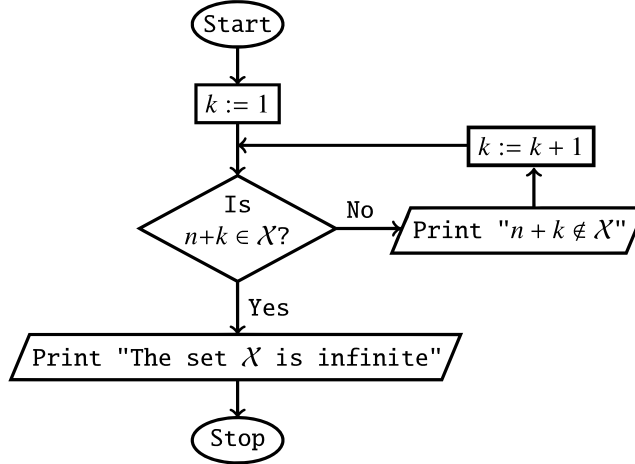 Start
k := 1
k := k + 1
Is
n+k ∈ 𝒳?
No
Print "n + k ∉ 𝒳"
Yes
Print "The set 𝒳 is infinite"
Stop